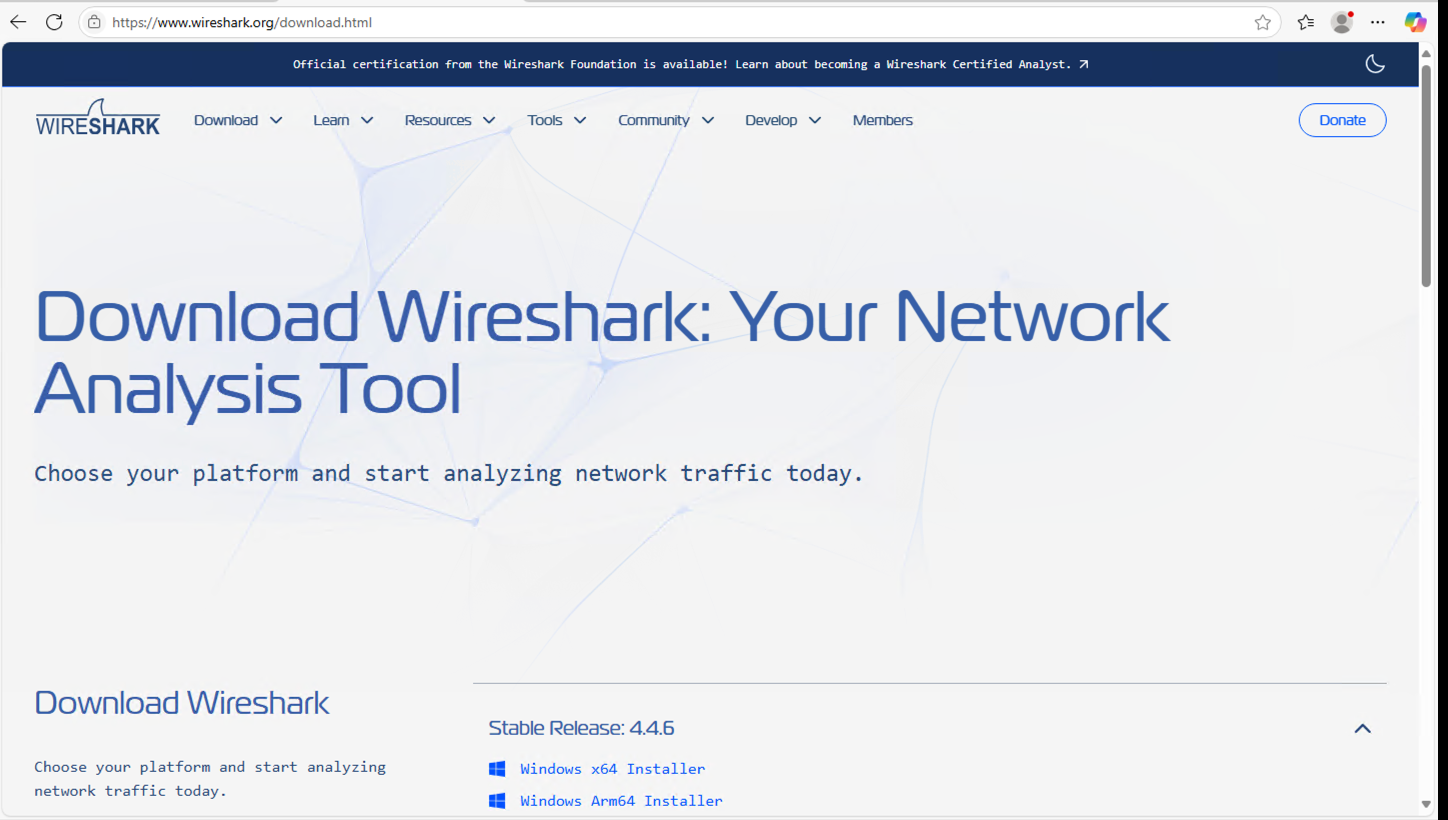 https://www.wireshark.org/download.html
Official certification from the Wireshark Foundation is available! Learn about becoming a Wireshark Certified Analyst.
WIRESHARK
Download
Learn
Resources
Tools
Community
Develop
Members
Donate
Download Wireshark: Your Network
Analysis Tool
Choose your platform and start analyzing network traffic today.
Download Wireshark
Choose your platform and start analyzing
network traffic today.
Stable Release: 4.4.6
Windows x64 Installer
Windows Arm64 Installer